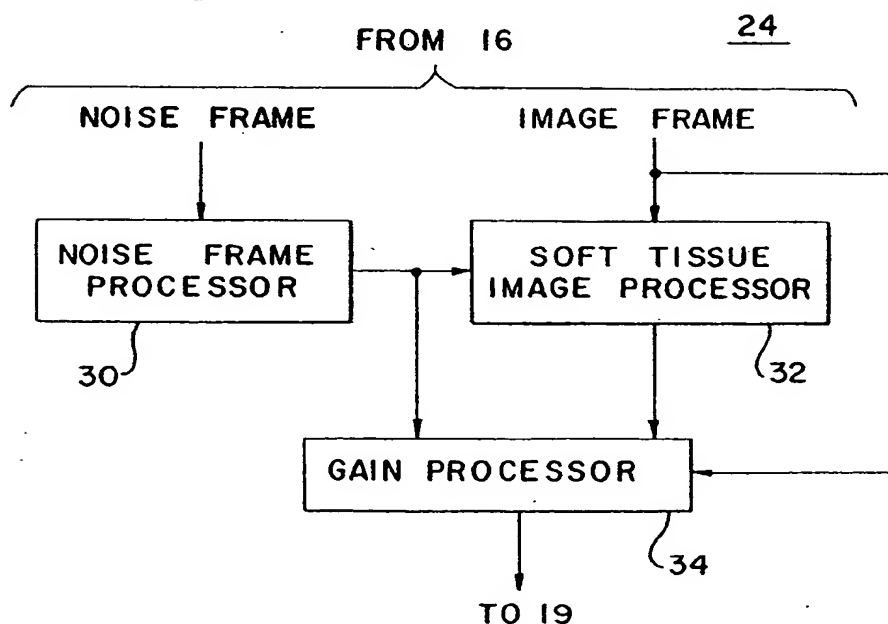 24
FROM 16
NOISE FRAME
IMAGE FRAME
NOISE FRAME
PROCESSOR
SOFT TISSUE
IMAGE PROCESSOR
30
32
GAIN PROCESSOR
34
TO 19